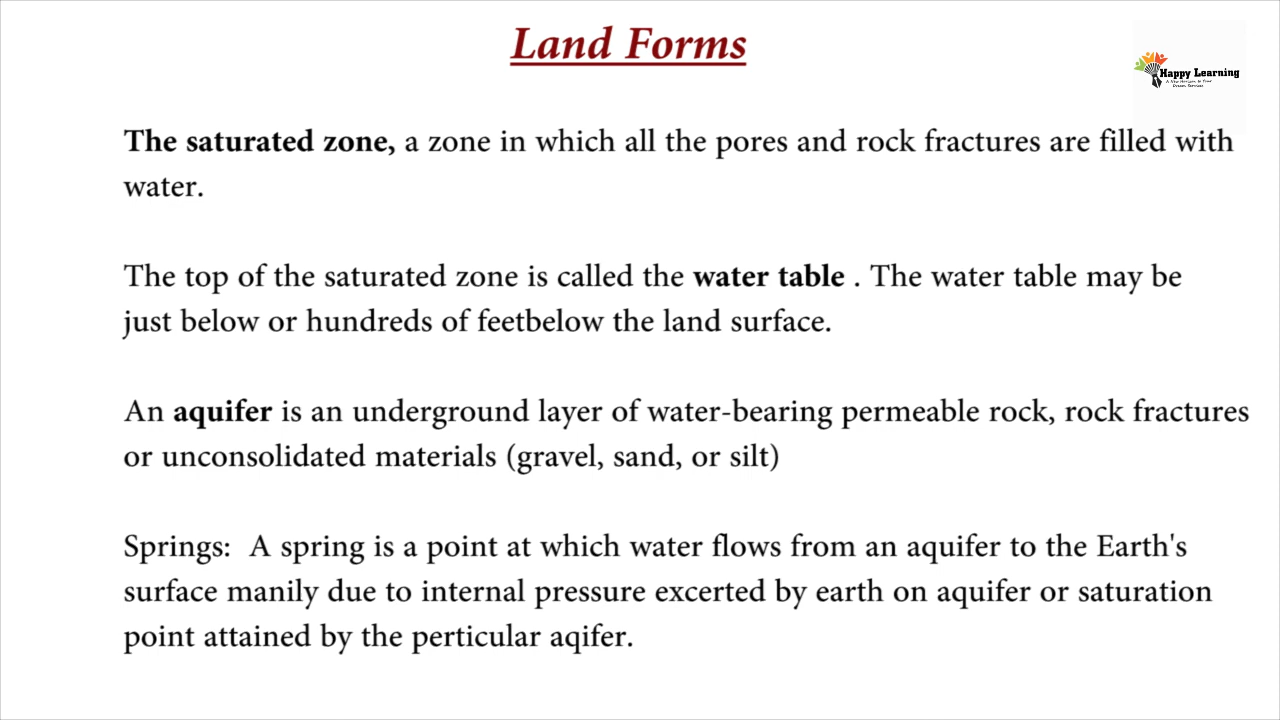 Land Forms
Happy Learning
The saturated zone, a zone in which all the pores and rock fractures are filled with
water.
The top of the saturated zone is called the water table . The water table may be
just below or hundreds of feetbelow the land surface.
An aquifer is an underground layer of water-bearing permeable rock, rock fractures
or unconsolidated materials (gravel, sand, or silt)
Springs:  A spring is a point at which water flows from an aquifer to the Earth's
surface manily due to internal pressure excerted by earth on aquifer or saturation
point attained by the perticular aqifer.